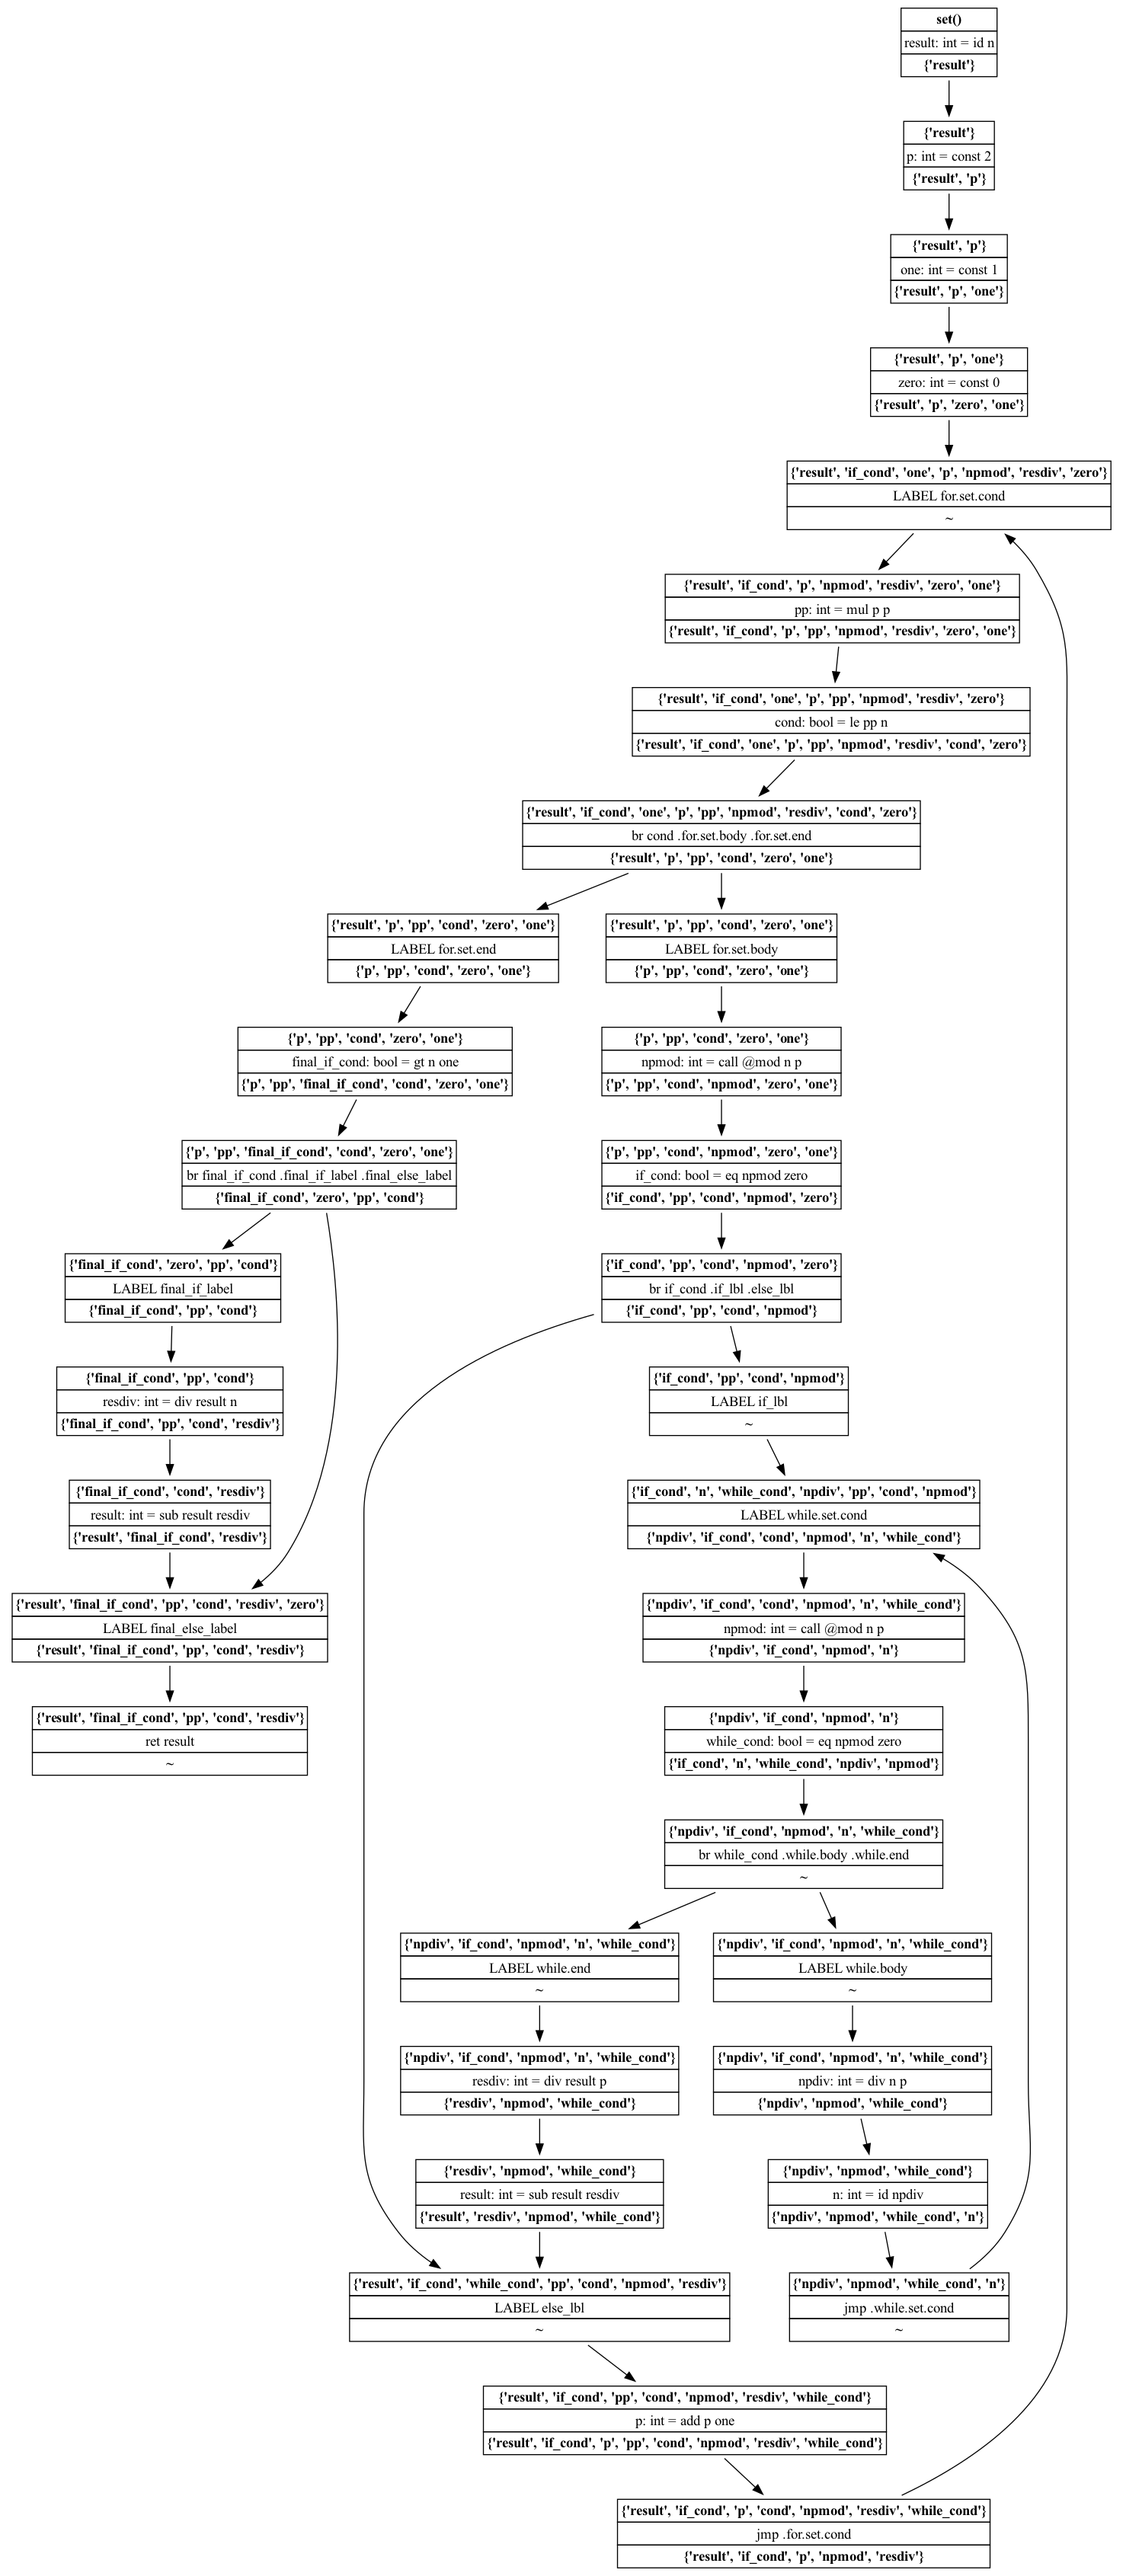 set()
result: int = id n
{'result'}
{'result'}
p: int = const 2
{'result', 'p'}
{'result', 'p'}
one: int = const 1
{'result', 'p', 'one'}
{'result', 'p', 'one'}
zero: int = const 0
{'result', 'p', 'zero', 'one'}
{'result', 'if_cond', 'one', 'p', 'npmod', 'resdiv', 'zero'}
LABEL for.set.cond
~
{'result', 'if_cond', 'p', 'npmod', 'resdiv', 'zero', 'one'}
pp: int = mul p p
{'result', 'if_cond', 'p', 'pp', 'npmod', 'resdiv', 'zero', 'one'}
{'result', 'if_cond', 'one', 'p', 'pp', 'npmod', 'resdiv', 'zero'}
cond: bool = le pp n
{'result', 'if_cond', 'one', 'p', 'pp', 'npmod', 'resdiv', 'cond', 'zero'}
{'result', 'if_cond', 'one', 'p', 'pp', 'npmod', 'resdiv', 'cond', 'zero'}
br cond .for.set.body .for.set.end
{'result', 'p', 'pp', 'cond', 'zero', 'one'}
{'result', 'p', 'pp', 'cond', 'zero', 'one'}
LABEL for.set.end
{'p', 'pp', 'cond', 'zero', 'one'}
{'result', 'p', 'pp', 'cond', 'zero', 'one'}
LABEL for.set.body
{'p', 'pp', 'cond', 'zero', 'one'}
{'p', 'pp', 'cond', 'zero', 'one'}
final_if_cond: bool = gt n one
{'p', 'pp', 'final_if_cond', 'cond', 'zero', 'one'}
{'p', 'pp', 'cond', 'zero', 'one'}
npmod: int = call @mod n p
{'p', 'pp', 'cond', 'npmod', 'zero', 'one'}
{'p', 'pp', 'final_if_cond', 'cond', 'zero', 'one'}
br final_if_cond .final_if_label .final_else_label
{'final_if_cond', 'zero', 'pp', 'cond'}
{'p', 'pp', 'cond', 'npmod', 'zero', 'one'}
if_cond: bool = eq npmod zero
{'if_cond', 'pp', 'cond', 'npmod', 'zero'}
{'final_if_cond', 'zero', 'pp', 'cond'}
LABEL final_if_label
{'final_if_cond', 'pp', 'cond'}
{'if_cond', 'pp', 'cond', 'npmod', 'zero'}
br if_cond .if_lbl .else_lbl
{'if_cond', 'pp', 'cond', 'npmod'}
{'final_if_cond', 'pp', 'cond'}
resdiv: int = div result n
{'final_if_cond', 'pp', 'cond', 'resdiv'}
{'if_cond', 'pp', 'cond', 'npmod'}
LABEL if_lbl
~
{'final_if_cond', 'cond', 'resdiv'}
result: int = sub result resdiv
{'result', 'final_if_cond', 'resdiv'}
{'if_cond', 'n', 'while_cond', 'npdiv', 'pp', 'cond', 'npmod'}
LABEL while.set.cond
{'npdiv', 'if_cond', 'cond', 'npmod', 'n', 'while_cond'}
{'result', 'final_if_cond', 'pp', 'cond', 'resdiv', 'zero'}
LABEL final_else_label
{'result', 'final_if_cond', 'pp', 'cond', 'resdiv'}
{'npdiv', 'if_cond', 'cond', 'npmod', 'n', 'while_cond'}
npmod: int = call @mod n p
{'npdiv', 'if_cond', 'npmod', 'n'}
{'result', 'final_if_cond', 'pp', 'cond', 'resdiv'}
ret result
~
{'npdiv', 'if_cond', 'npmod', 'n'}
while_cond: bool = eq npmod zero
{'if_cond', 'n', 'while_cond', 'npdiv', 'npmod'}
{'npdiv', 'if_cond', 'npmod', 'n', 'while_cond'}
br while_cond .while.body .while.end
~
{'npdiv', 'if_cond', 'npmod', 'n', 'while_cond'}
LABEL while.end
~
{'npdiv', 'if_cond', 'npmod', 'n', 'while_cond'}
LABEL while.body
~
{'npdiv', 'if_cond', 'npmod', 'n', 'while_cond'}
resdiv: int = div result p
{'resdiv', 'npmod', 'while_cond'}
{'npdiv', 'if_cond', 'npmod', 'n', 'while_cond'}
npdiv: int = div n p
{'npdiv', 'npmod', 'while_cond'}
{'resdiv', 'npmod', 'while_cond'}
result: int = sub result resdiv
{'result', 'resdiv', 'npmod', 'while_cond'}
{'npdiv', 'npmod', 'while_cond'}
n: int = id npdiv
{'npdiv', 'npmod', 'while_cond', 'n'}
{'result', 'if_cond', 'while_cond', 'pp', 'cond', 'npmod', 'resdiv'}
LABEL else_lbl
~
{'npdiv', 'npmod', 'while_cond', 'n'}
jmp .while.set.cond
~
{'result', 'if_cond', 'pp', 'cond', 'npmod', 'resdiv', 'while_cond'}
p: int = add p one
{'result', 'if_cond', 'p', 'pp', 'cond', 'npmod', 'resdiv', 'while_cond'}
{'result', 'if_cond', 'p', 'cond', 'npmod', 'resdiv', 'while_cond'}
jmp .for.set.cond
{'result', 'if_cond', 'p', 'npmod', 'resdiv'}